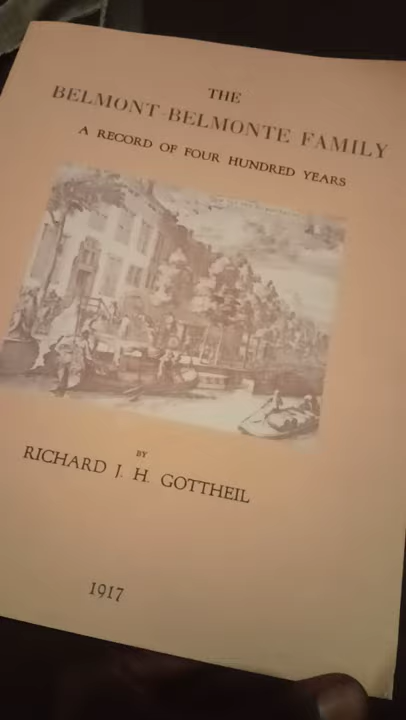 THE
BELMONT-BELMONTE FAMILY
A RECORD OF FOUR HUNDRED YEARS
BY
RICHARD J. H. GOTTHEIL
1917